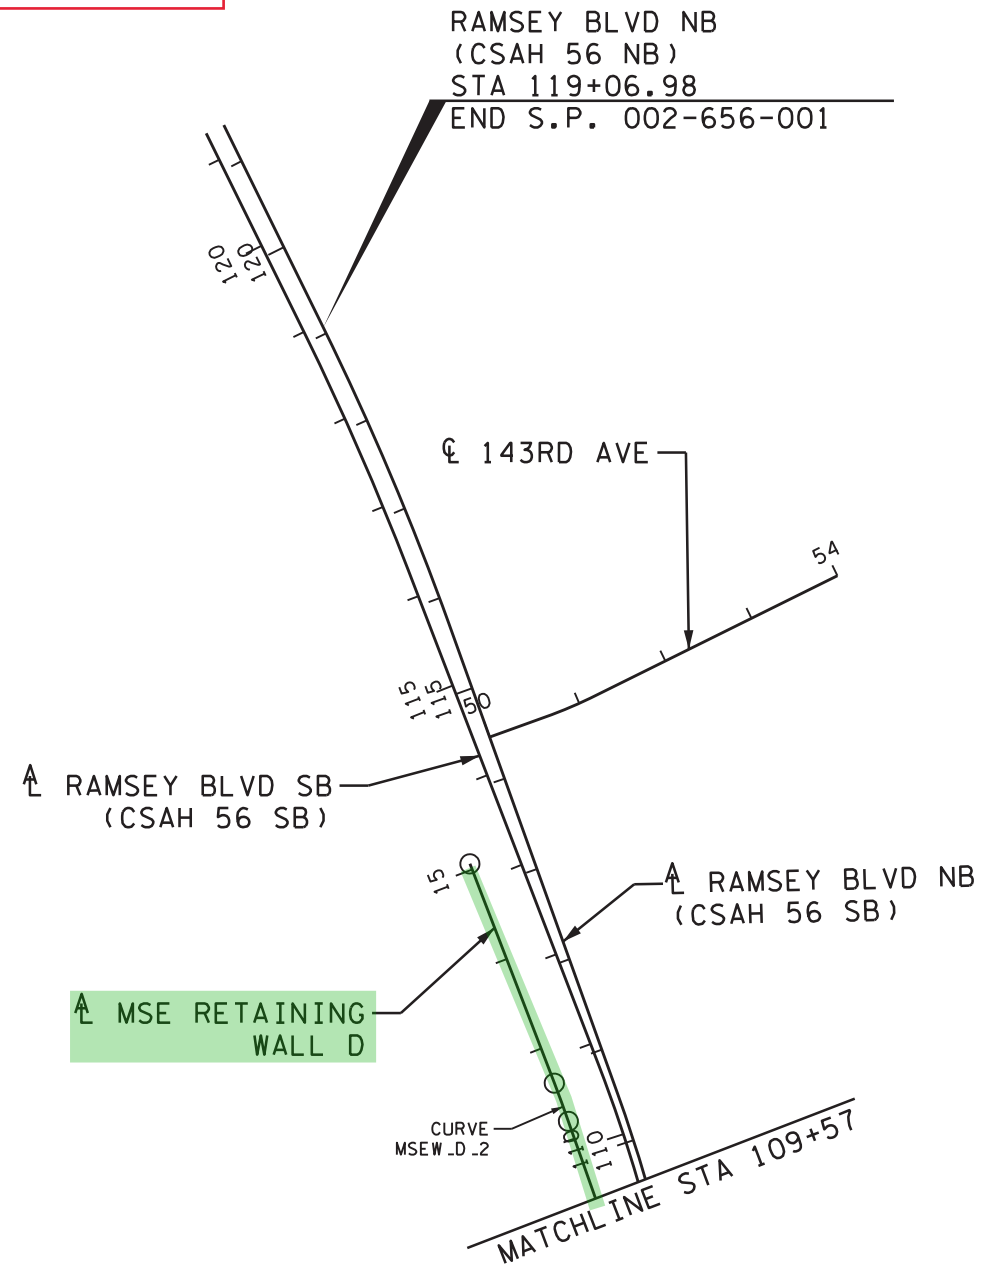 RAMSEY BLVD NB
(CSAH 56 NB)
STA 119+06.98
END S.P. 002-656-001
120
120
℄ 143RD AVE
54
115
115
50
RAMSEY BLVD SB
(CSAH 56 SB)
15
RAMSEY BLVD NB
(CSAH 56 SB)
MSE RETAINING
WALL D
CURVE
MSEW_D_2
110
MATCHLINE STA 109+57